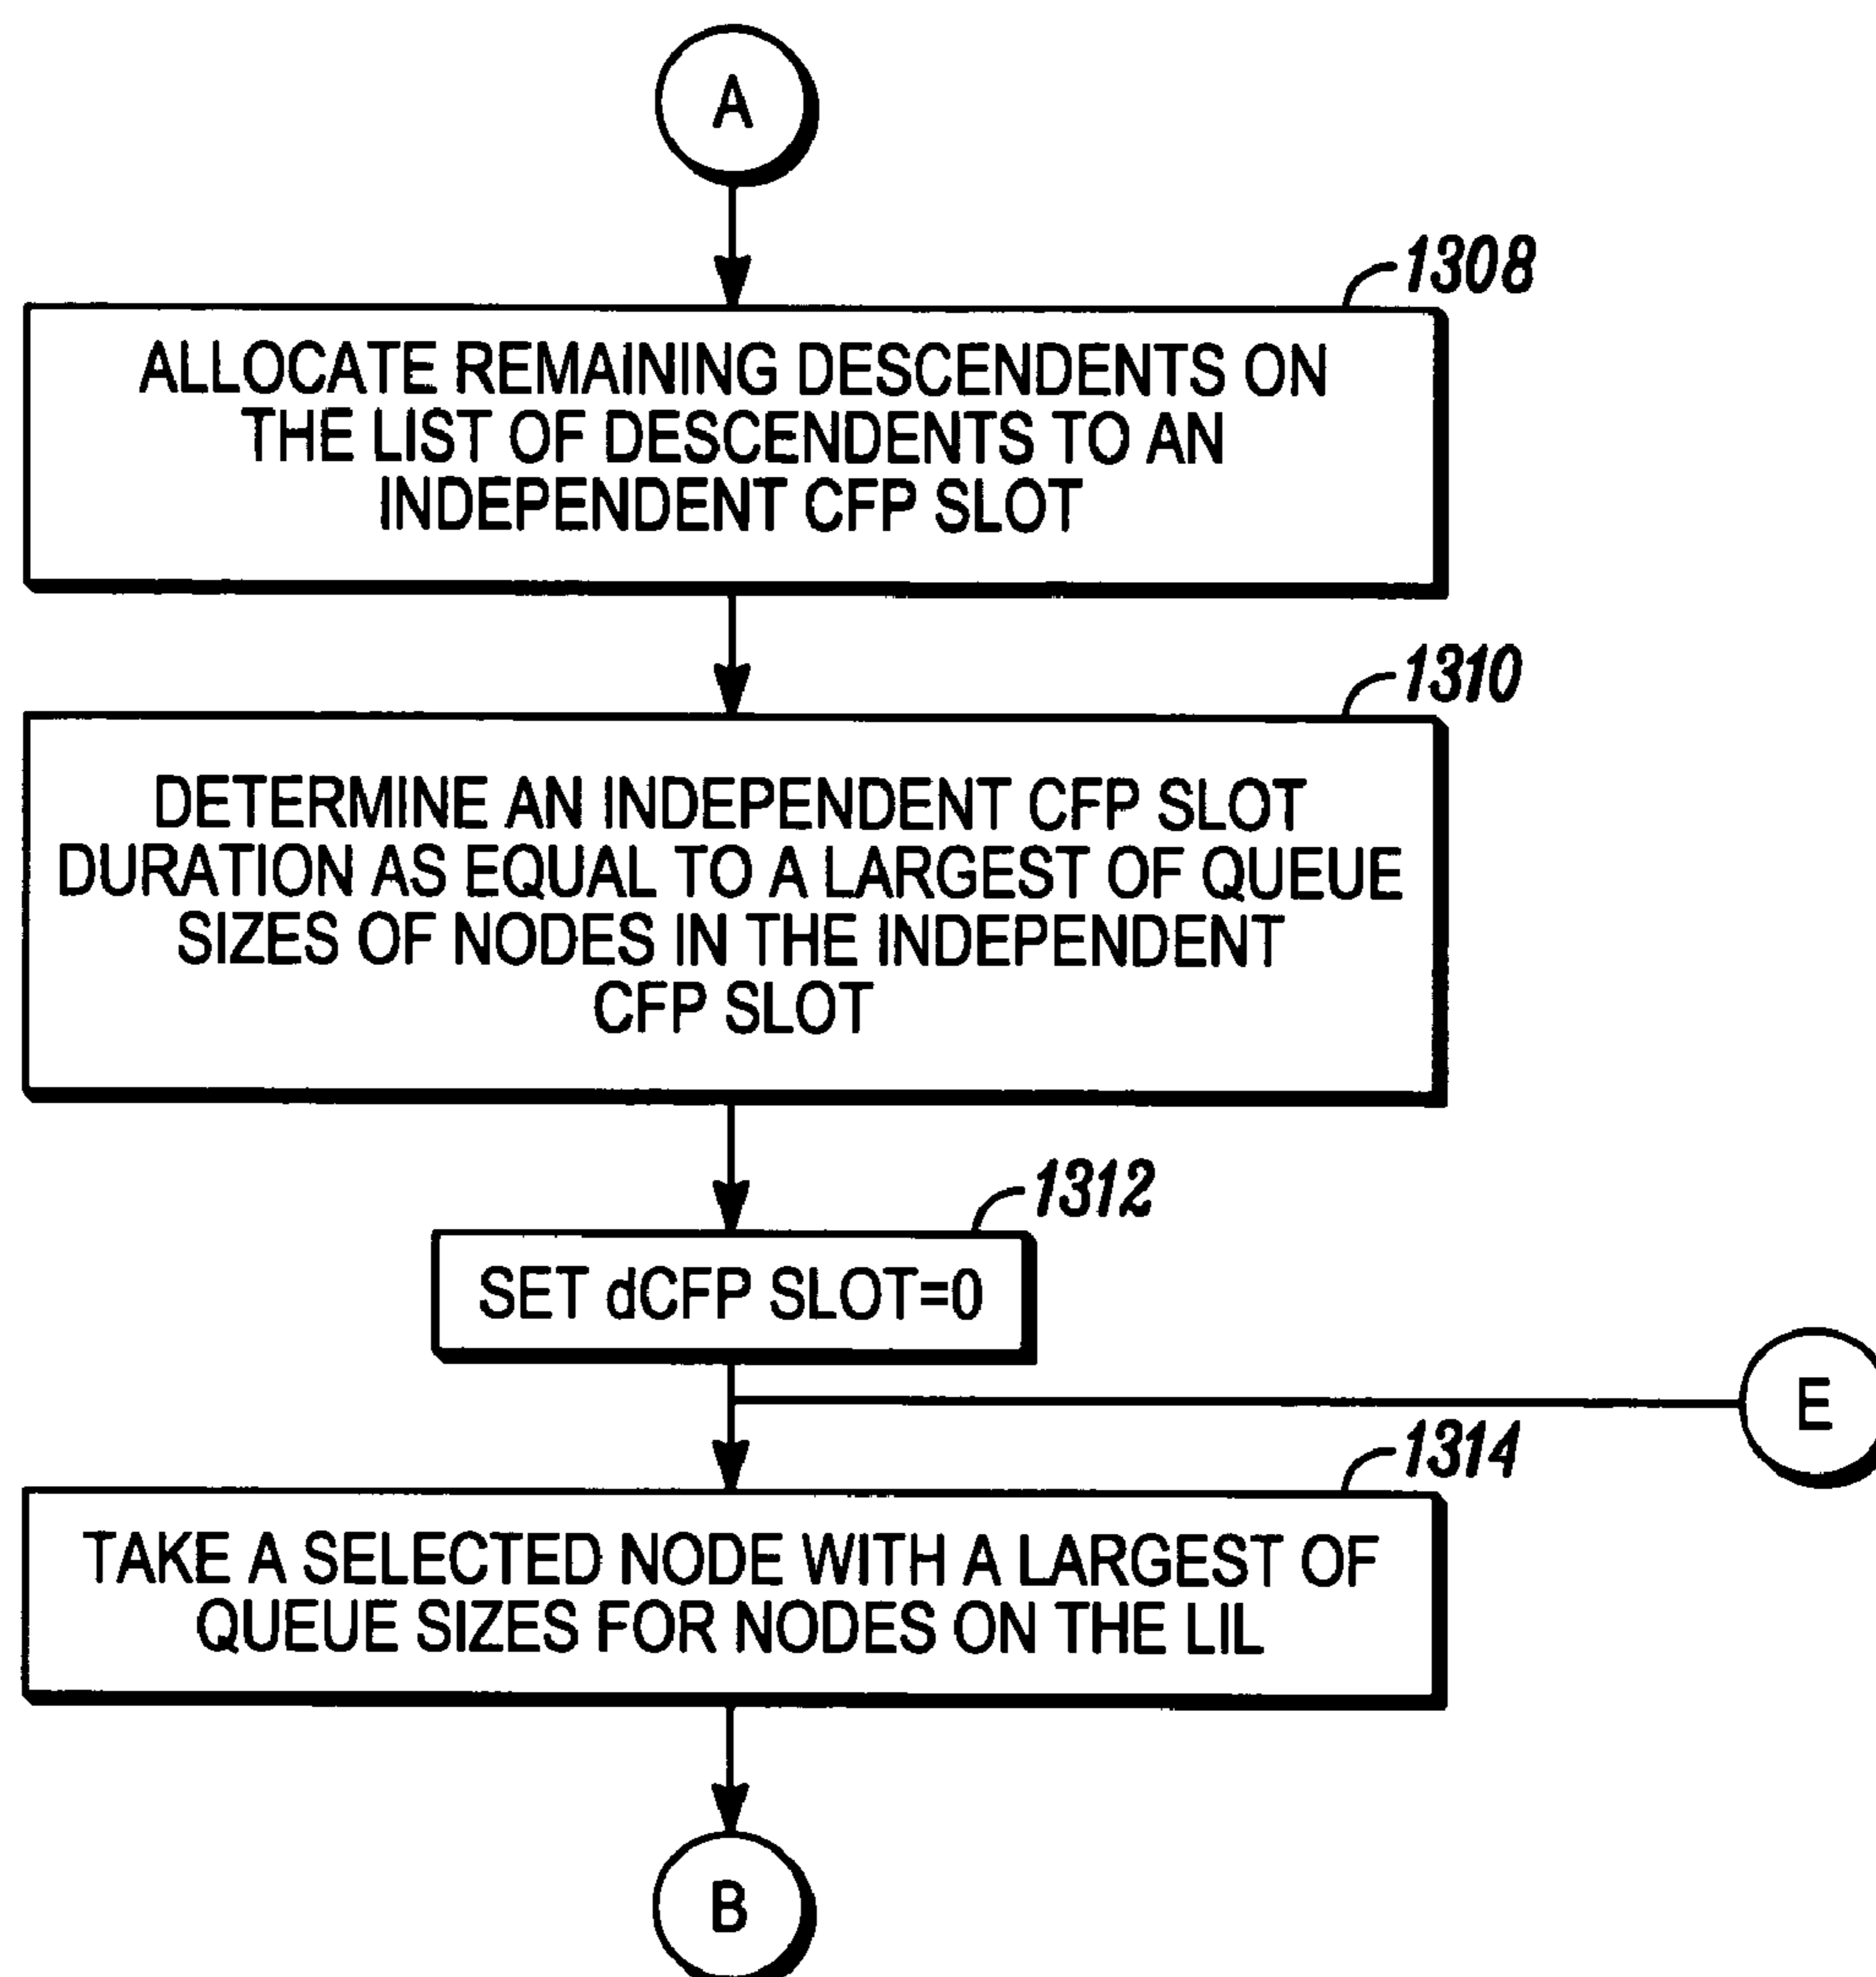 A
1308
ALLOCATE REMAINING DESCENDENTS ON
THE LIST OF DESCENDENTS TO AN
INDEPENDENT CFP SLOT
1310
DETERMINE AN INDEPENDENT CFP SLOT
DURATION AS EQUAL TO A LARGEST OF QUEUE
SIZES OF NODES IN THE INDEPENDENT
CFP SLOT
1312
SET dCFP SLOT=0
E
1314
TAKE A SELECTED NODE WITH A LARGEST OF
QUEUE SIZES FOR NODES ON THE LIL
B